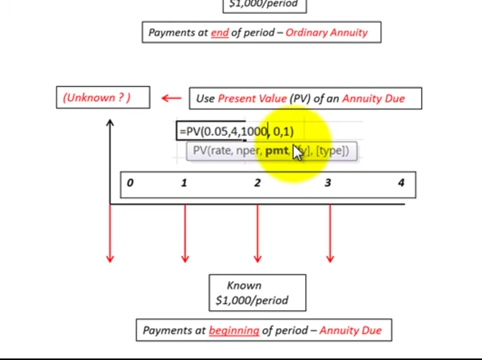 $1,000/period
Payments at end of period – Ordinary Annuity
(Unknown ? )
Use Present Value (PV) of an Annuity Due
=PV(0.05,4,1000, 0,1)
PV(rate, nper, pmt, [fv], [type])
0 1 2 3 4
Known
$1,000/period
Payments at beginning of period – Annuity Due